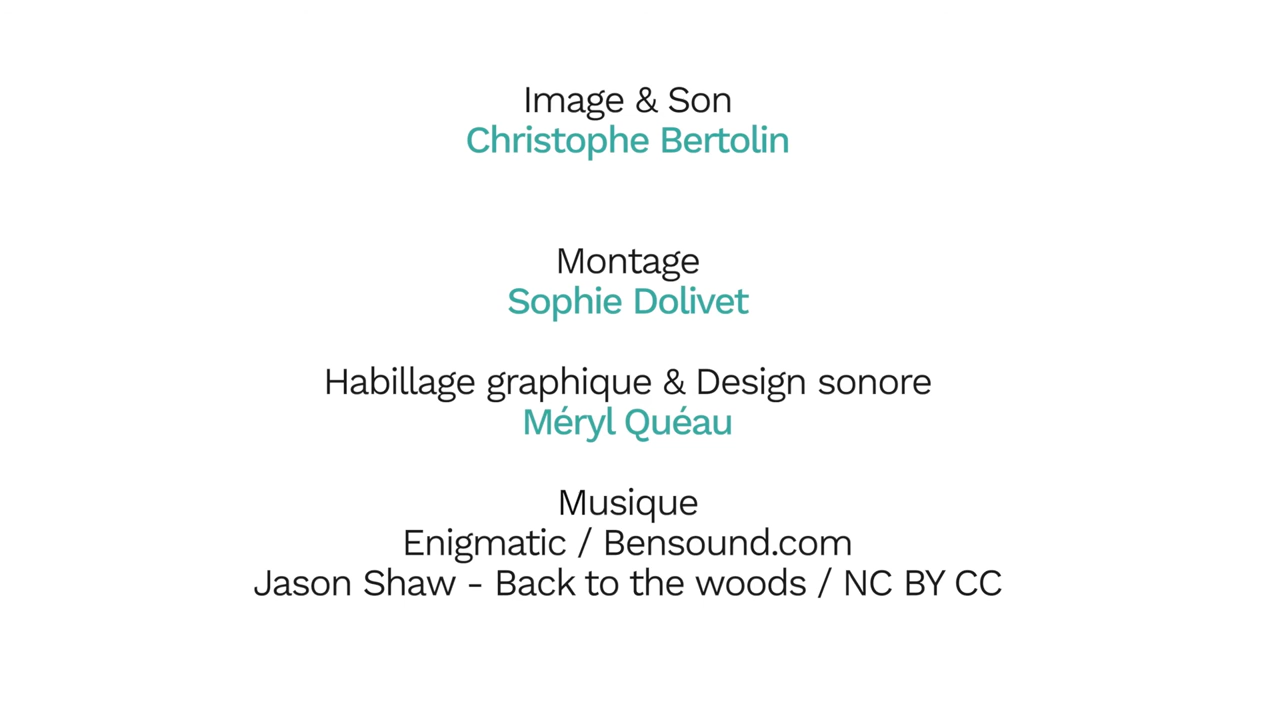 Image & Son
Christophe Bertolin
Montage
Sophie Dolivet
Habillage graphique & Design sonore
Méryl Quéau
Musique
Enigmatic / Bensound.com
Jason Shaw - Back to the woods / NC BY CC